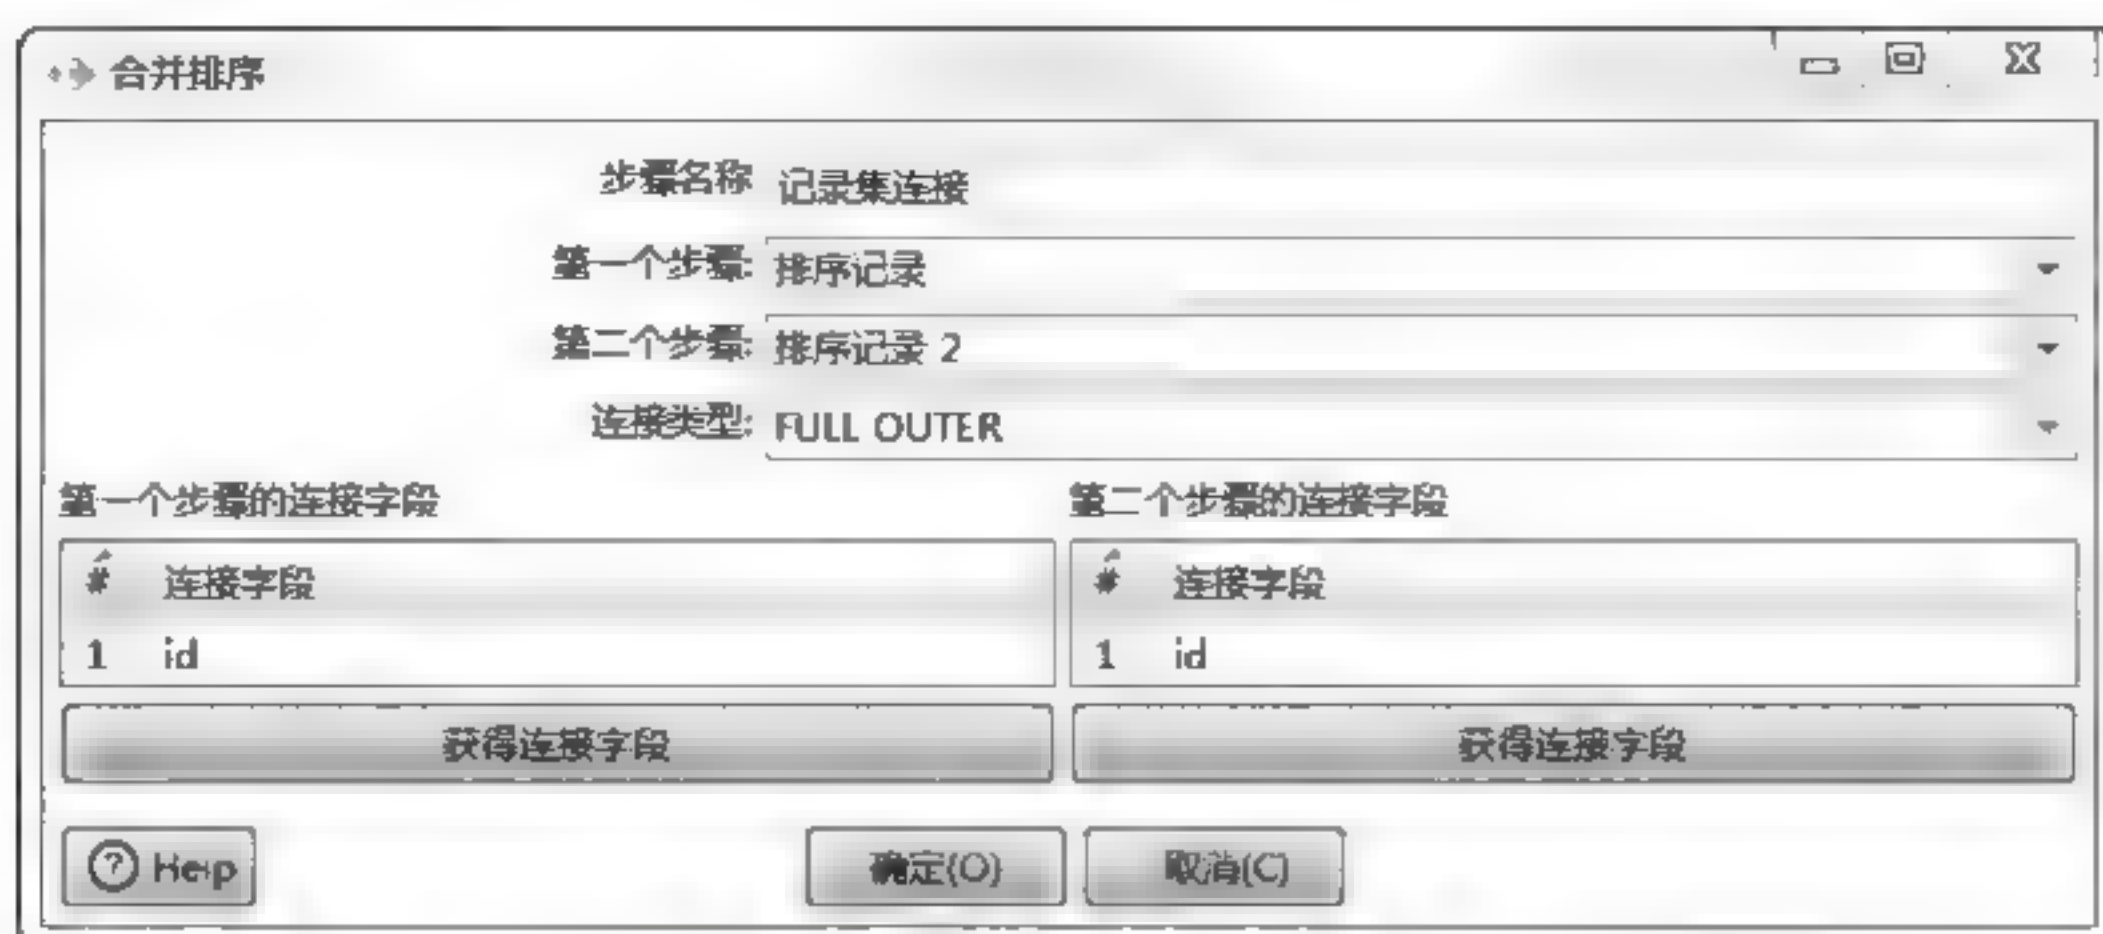 合并排序
步骤名称 记录集连接
第一个步骤: 排序记录
第二个步骤: 排序记录 2
连接类型: FULL OUTER
第一个步骤的连接字段 第二个步骤的连接字段
# 连接字段 # 连接字段
1 id 1 id
获得连接字段 获得连接字段
Help 确定(O) 取消(C)